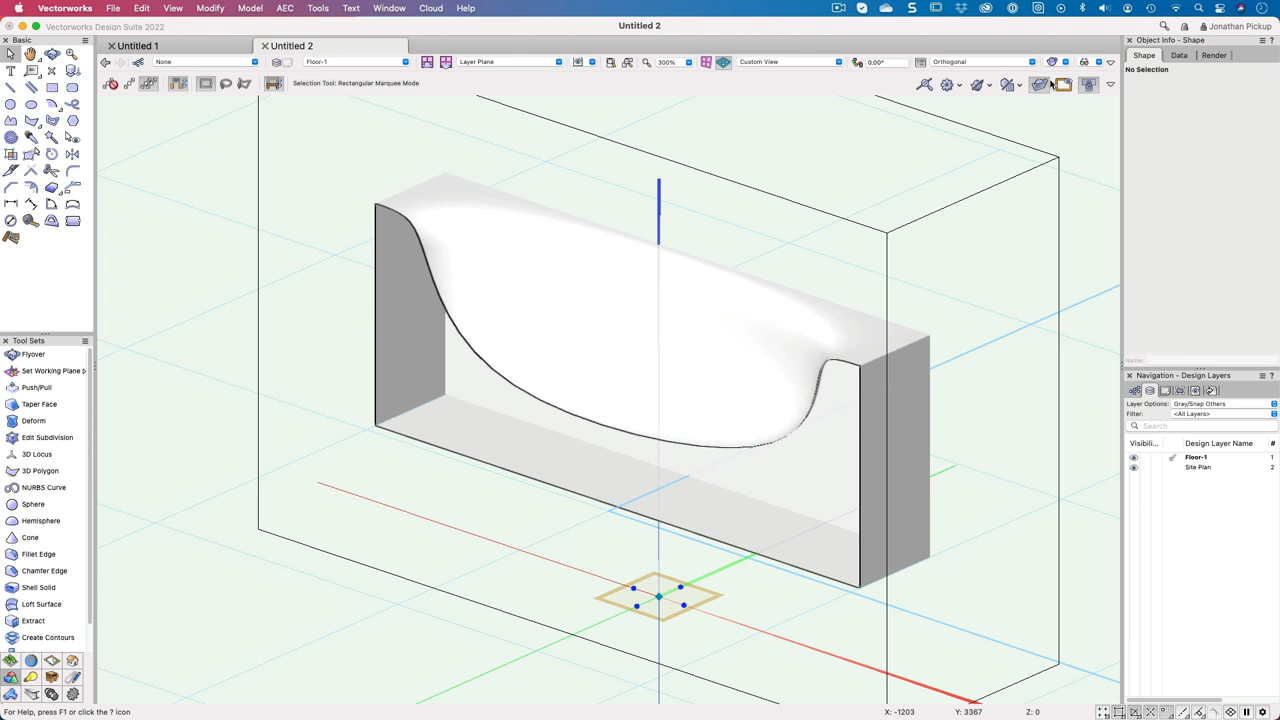 Vectorworks File Edit View Modify Model AEC Tools Text Window Cloud Help
Vectorworks Design Suite 2022
Untitled 2
Jonathan Pickup
Basic
Untitled 1
Untitled 2
None
Floor-1
Layer Plane
300%
Custom View
0.00°
Orthogonal
Selection Tool: Rectangular Marquee Mode
Object Info - Shape
Shape Data Render
No Selection
Name:
Tool Sets
Flyover
Set Working Plane
Push/Pull
Taper Face
Deform
Edit Subdivision
3D Locus
3D Polygon
NURBS Curve
Sphere
Hemisphere
Cone
Fillet Edge
Chamfer Edge
Shell Solid
Loft Surface
Extract
Create Contours
Navigation - Design Layers
Layer Options: Gray/Snap Others
Filter: <All Layers>
Search
Visibili... Design Layer Name #
Floor-1 1
Site Plan 2
For Help, press F1 or click the ? icon
X: -1203 Y: 3367 Z: 0